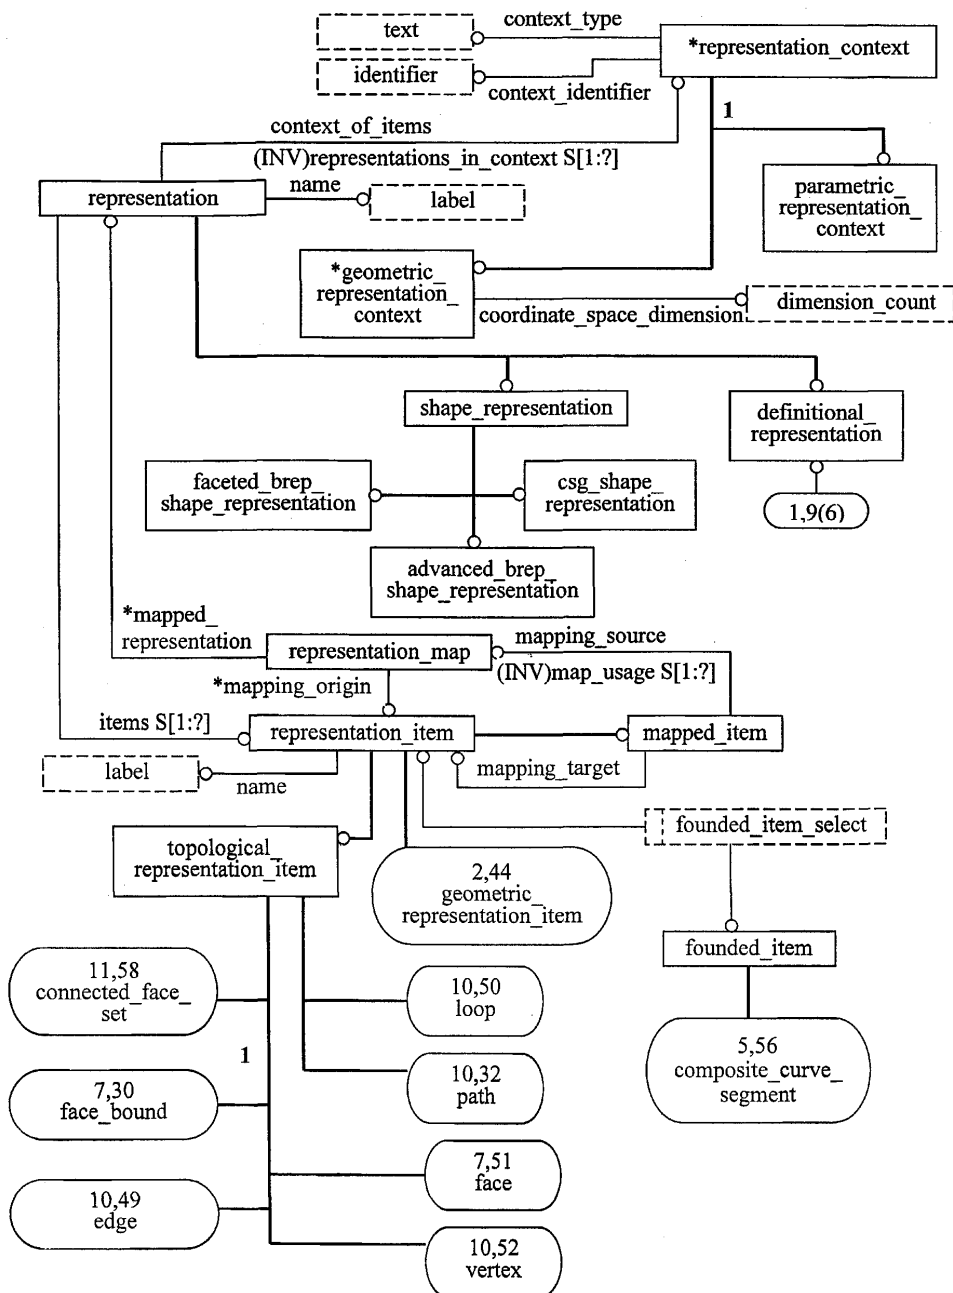 text
context_type
*representation_context
identifier
context_identifier
1
context_of_items
(INV)representations_in_context S[1:?]
name
representation
label
parametric_
representation_
context
*geometric_
representation_
context
coordinate_space_dimension
dimension_count
shape_representation
definitional_
representation
faceted_brep_
shape_representation
csg_shape_
representation
1,9(6)
advanced_brep_
shape_representation
*mapped_
representation
representation_map
mapping_source
(INV)map_usage S[1:?]
*mapping_origin
items S[1:?]
representation_item
mapped_item
label
name
mapping_target
founded_item_select
topological_
representation_item
2,44
geometric_
representation_item
founded_item
11,58
connected_face_
set
10,50
loop
1
5,56
composite_curve_
segment
7,30
face_bound
10,32
path
7,51
face
10,49
edge
10,52
vertex